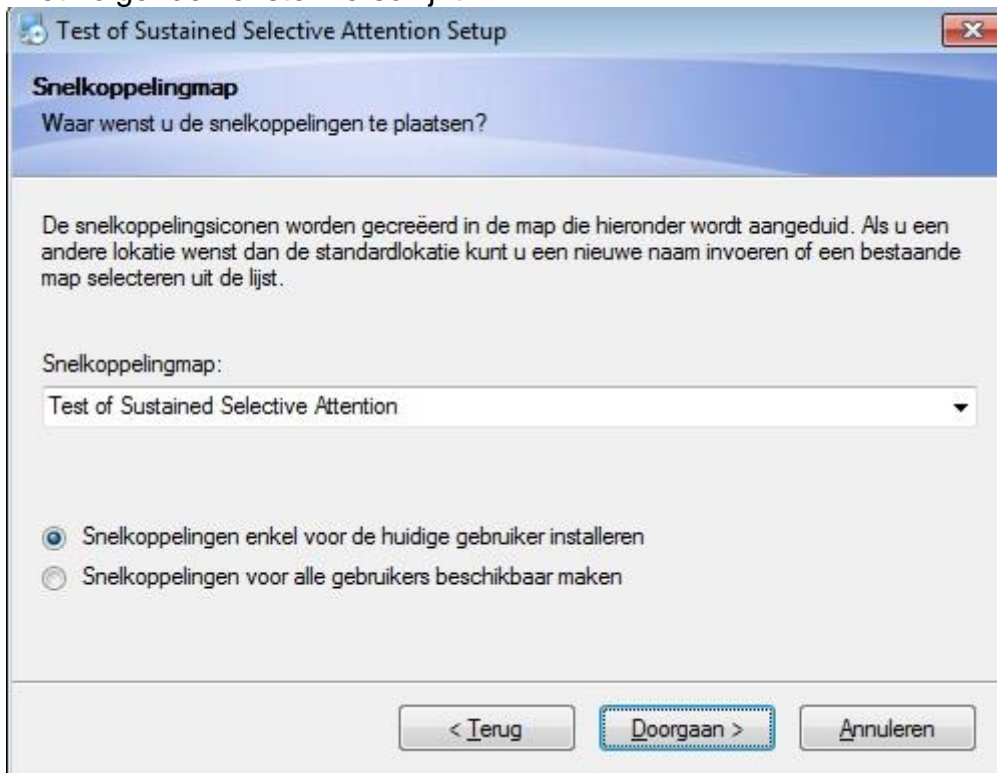 Test of Sustained Selective Attention Setup
Snelkoppelingmap
Waar wenst u de snelkoppelingen te plaatsen?
De snelkoppelingsiconen worden gecreëerd in de map die hieronder wordt aangeduid. Als u een
andere lokatie wenst dan de standardlokatie kunt u een nieuwe naam invoeren of een bestaande
map selecteren uit de lijst.
Snelkoppelingmap:
Test of Sustained Selective Attention
Snelkoppelingen enkel voor de huidige gebruiker installeren
Snelkoppelingen voor alle gebruikers beschikbaar maken
< Terug Doorgaan > Annuleren